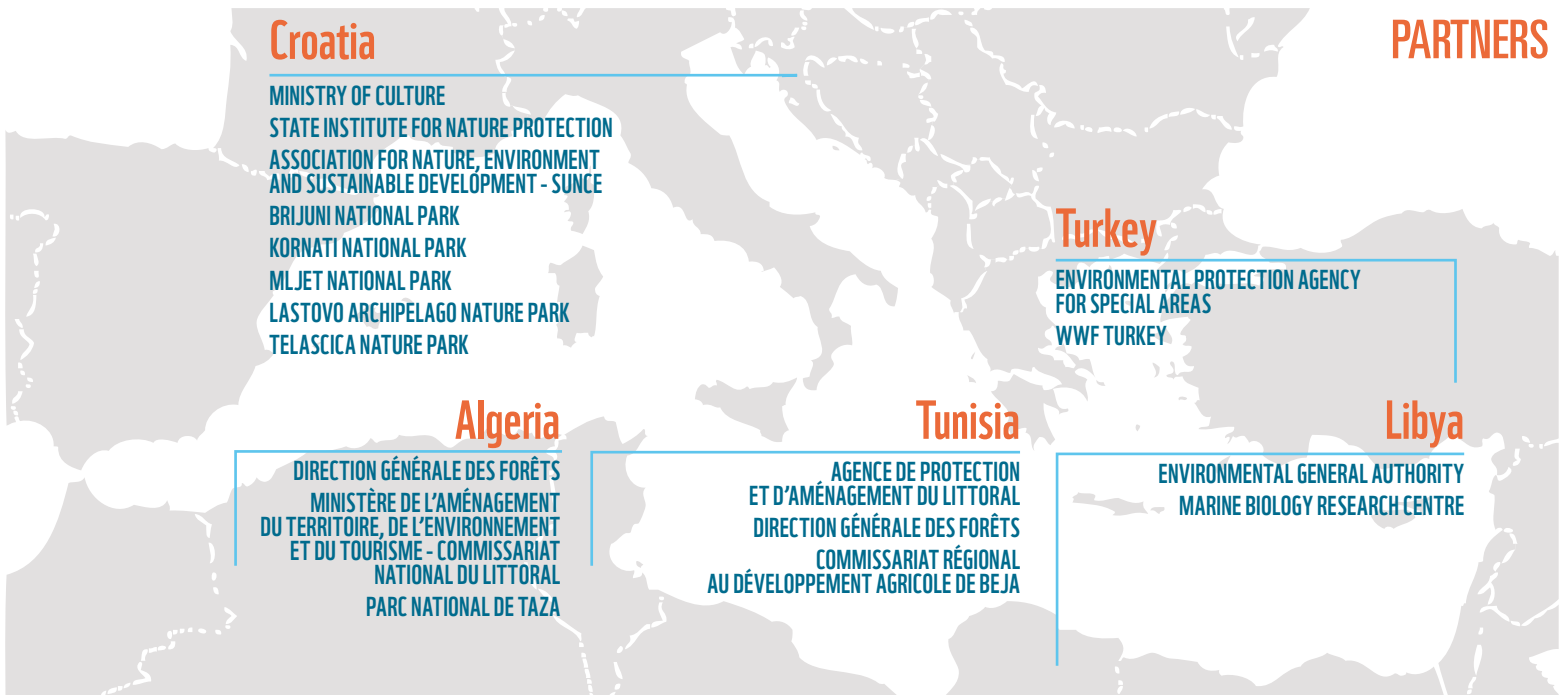 PARTNERS
Croatia
MINISTRY OF CULTURE
STATE INSTITUTE FOR NATURE PROTECTION
ASSOCIATION FOR NATURE, ENVIRONMENT
AND SUSTAINABLE DEVELOPMENT - SUNCE
BRIJUNI NATIONAL PARK
KORNATI NATIONAL PARK
MLJET NATIONAL PARK
LASTOVO ARCHIPELAGO NATURE PARK
TELASCICA NATURE PARK
Turkey
ENVIRONMENTAL PROTECTION AGENCY
FOR SPECIAL AREAS
WWF TURKEY
Algeria
DIRECTION GÉNÉRALE DES FORÊTS
MINISTÈRE DE L'AMÉNAGEMENT
DU TERRITOIRE, DE L'ENVIRONNEMENT
ET DU TOURISME - COMMISSARIAT
NATIONAL DU LITTORAL
PARC NATIONAL DE TAZA
Tunisia
AGENCE DE PROTECTION
ET D'AMÉNAGEMENT DU LITTORAL
DIRECTION GÉNÉRALE DES FORÊTS
COMMISSARIAT RÉGIONAL
AU DÉVELOPPEMENT AGRICOLE DE BEJA
Libya
ENVIRONMENTAL GENERAL AUTHORITY
MARINE BIOLOGY RESEARCH CENTRE